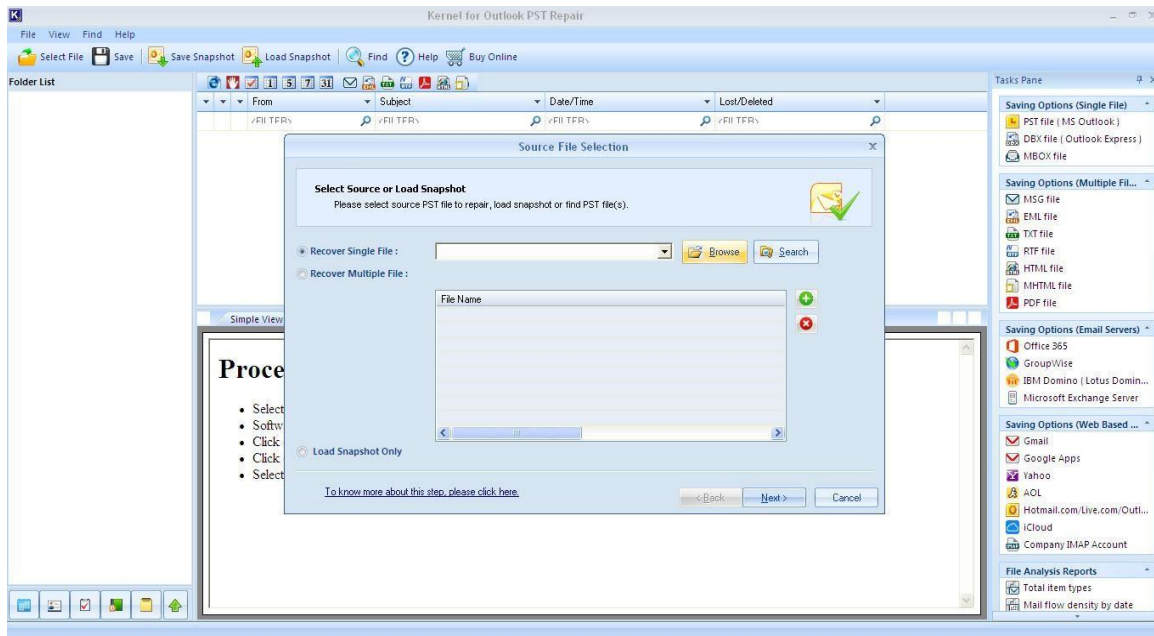 K
Kernel for Outlook PST Repair
File View Find Help
Select File Save Save Snapshot Load Snapshot Find Help Buy Online
Folder List
1 5 7 31
From Subject Date/Time Lost/Deleted
<FILTER> <FILTER> <FILTER> <FILTER>
Source File Selection
Select Source or Load Snapshot
Please select source PST file to repair, load snapshot or find PST file(s).
Recover Single File :
Browse Search
Recover Multiple File :
File Name
Load Snapshot Only
To know more about this step, please click here.
< Back Next > Cancel
Simple View
Proce
Select
Softw
Click
Click
Select
Tasks Pane
Saving Options (Single File)
PST file ( MS Outlook )
DBX file ( Outlook Express )
MBOX file
Saving Options (Multiple Fil...
MSG file
EML file
TXT file
RTF file
HTML file
MHTML file
PDF file
Saving Options (Email Servers)
Office 365
GroupWise
IBM Domino ( Lotus Domin...
Microsoft Exchange Server
Saving Options (Web Based ...
Gmail
Google Apps
Yahoo
AOL
Hotmail.com/Live.com/Outl...
iCloud
Company IMAP Account
File Analysis Reports
Total item types
Mail flow density by date